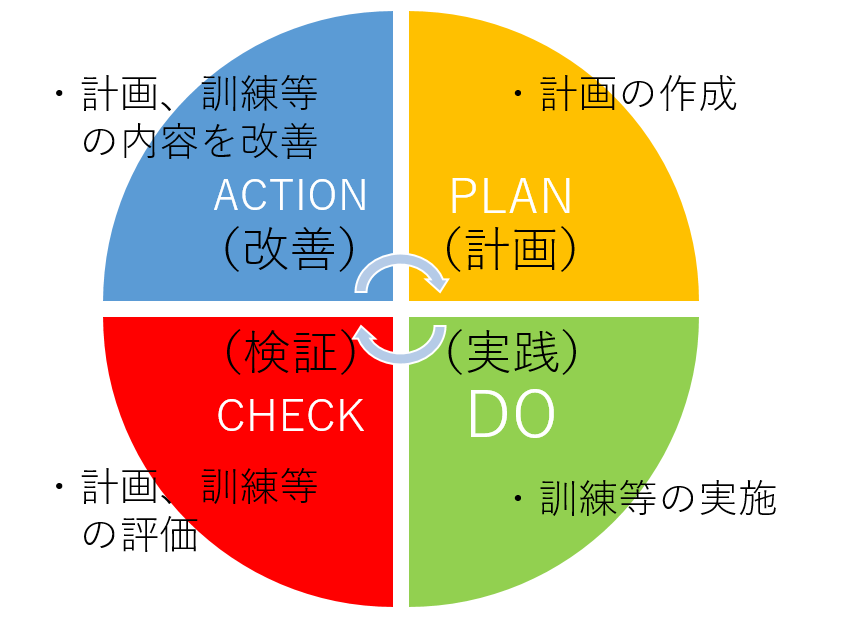 ・計画、訓練等
の内容を改善
ACTION
（改善）
・計画の作成
PLAN
（計画）
（検証）
CHECK
・計画、訓練等
の評価
（実践）
DO
・訓練等の実施